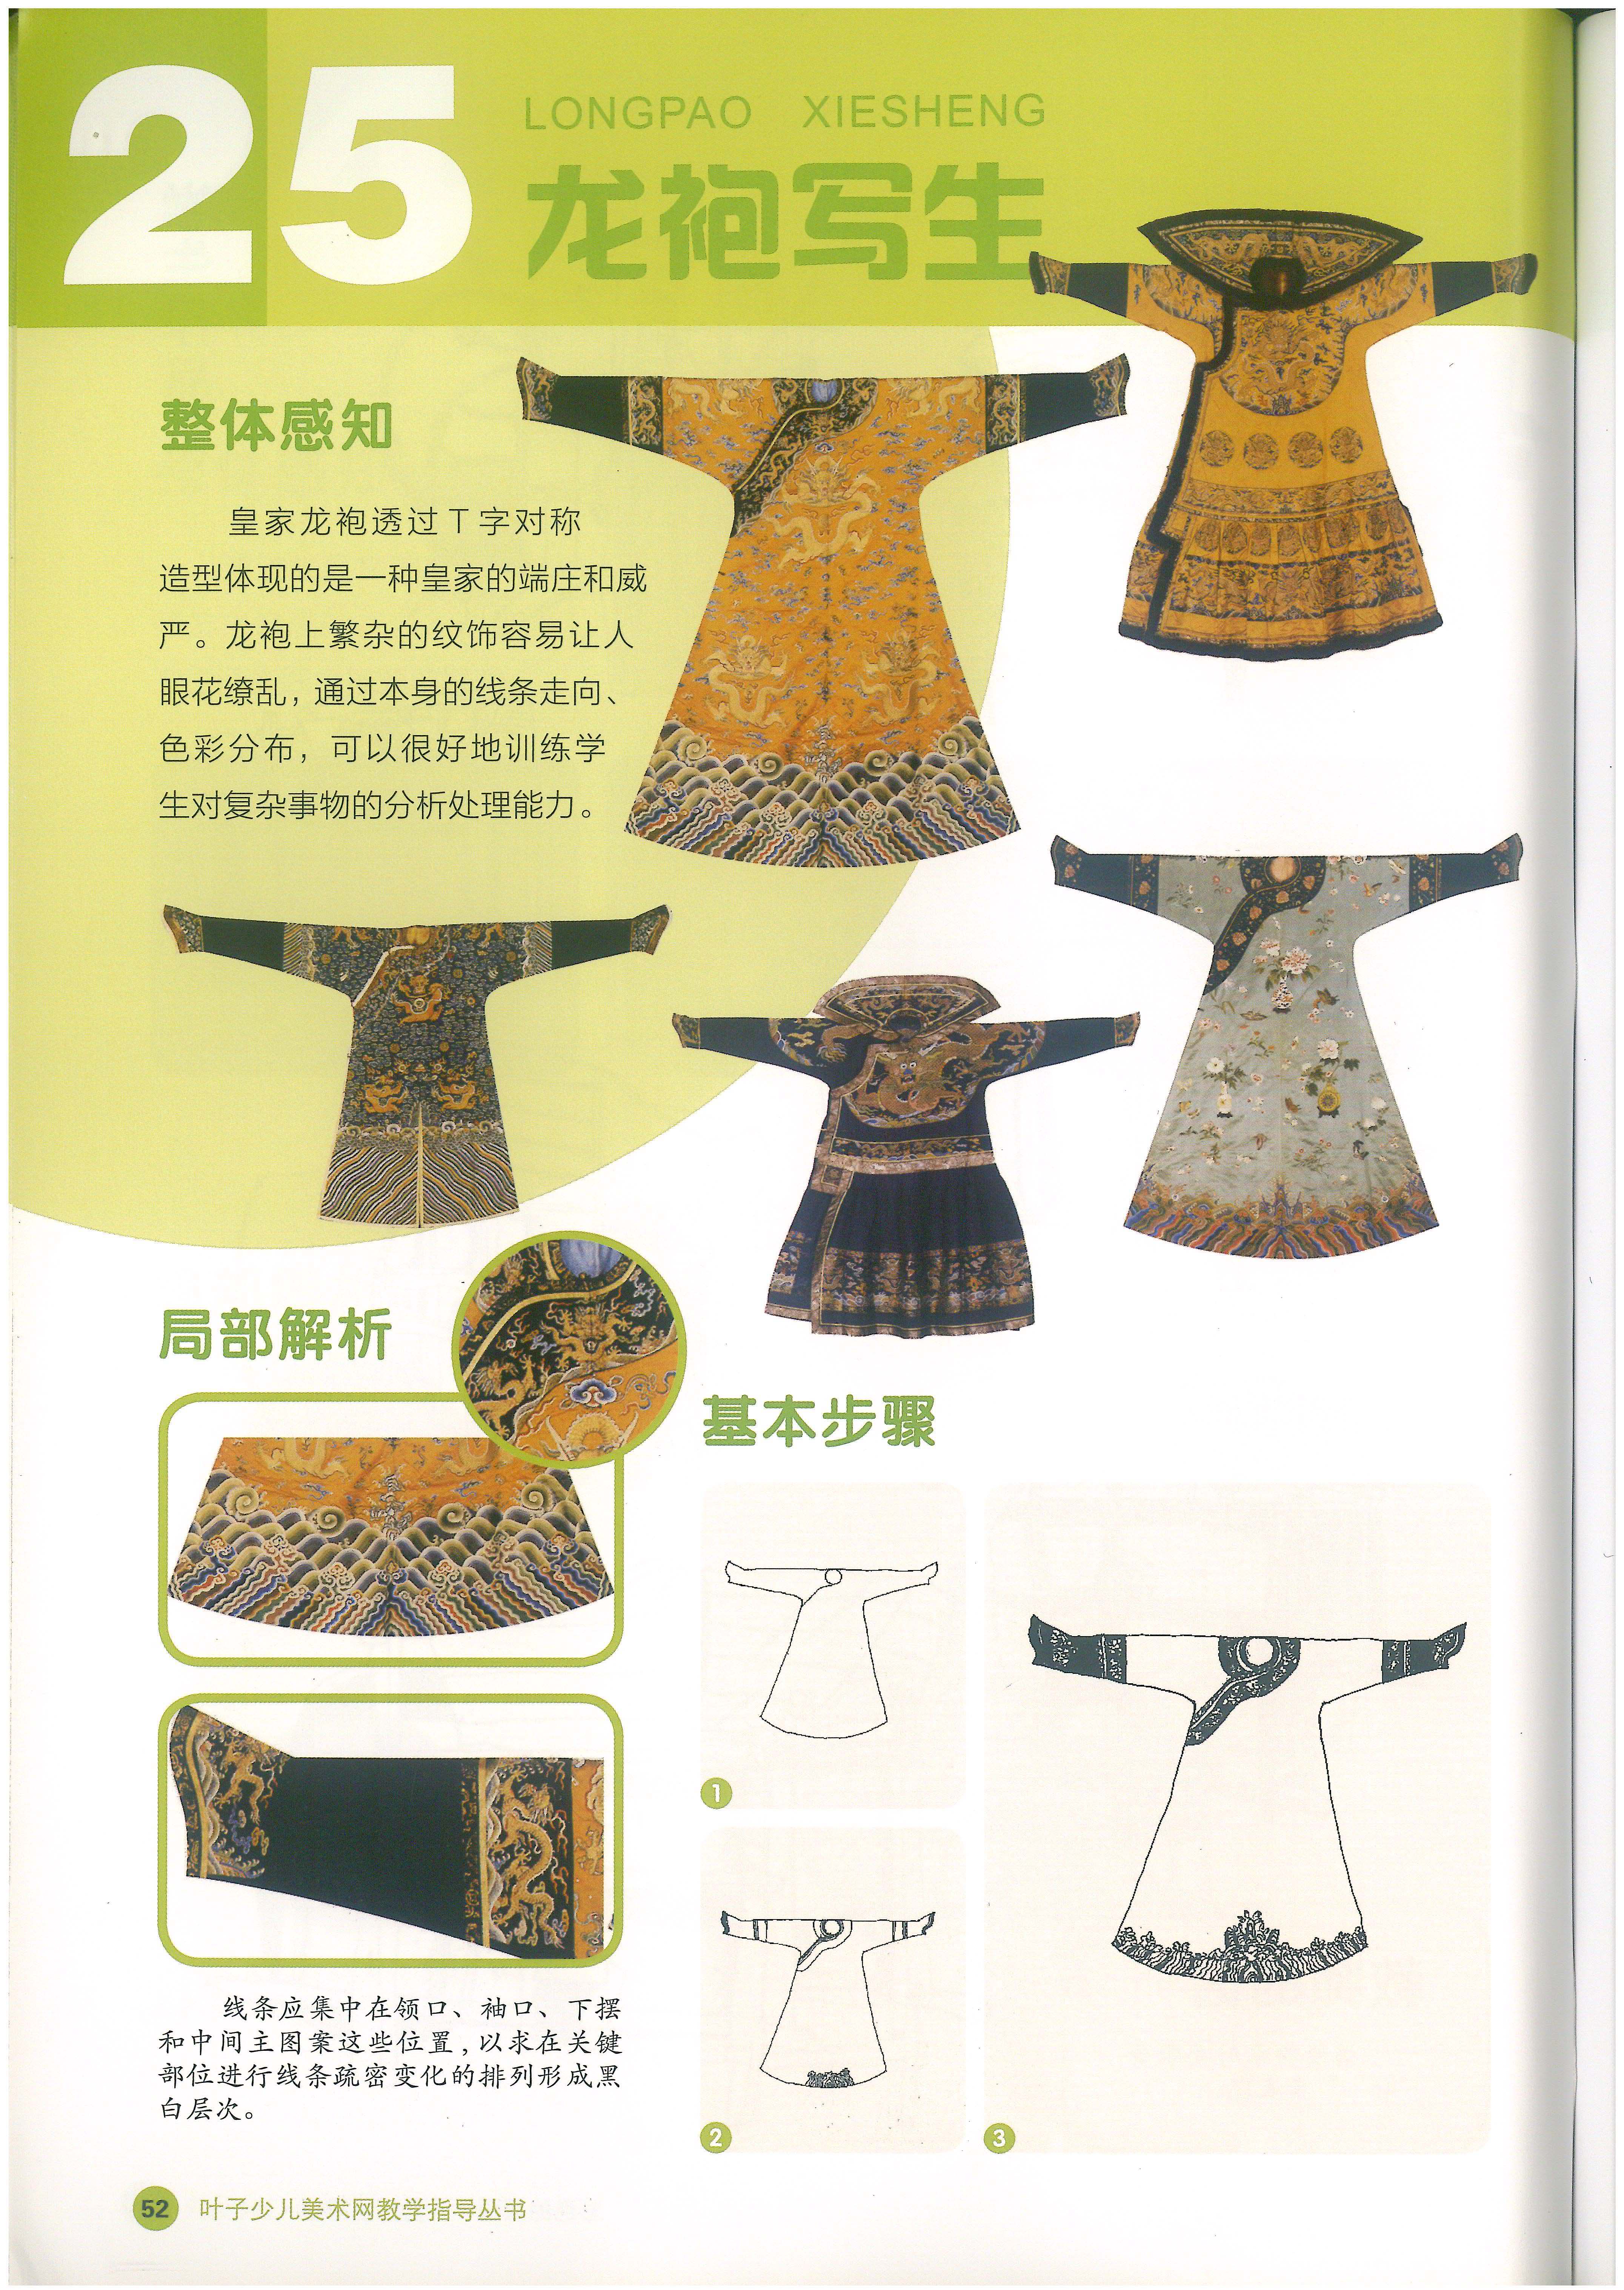 25
LONGPAO XIESHENG
龙袍写生
整体感知
皇家龙袍透过T字对称
造型体现的是一种皇家的端庄和威
严。龙袍上繁杂的纹饰容易让人
眼花缭乱，通过本身的线条走向、
色彩分布，可以很好地训练学
生对复杂事物的分析处理能力。
局部解析
线条应集中在领口、袖口、下摆
和中间主图案这些位置，以求在关键
部位进行线条疏密变化的排列形成黑
白层次。
基本步骤
1
2
3
52 叶子少儿美术网教学指导丛书